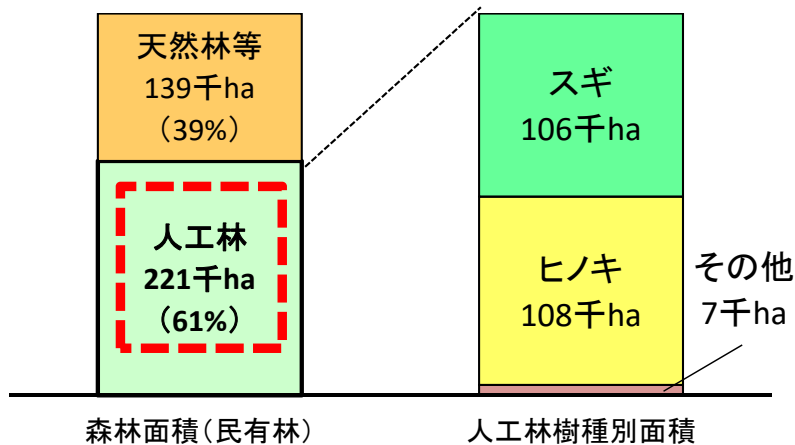 天然林等
139千ha
（39%）
人工林
221千ha
（61%）
森林面積（民有林）
スギ
106千ha
ヒノキ
108千ha
その他
7千ha
人工林樹種別面積